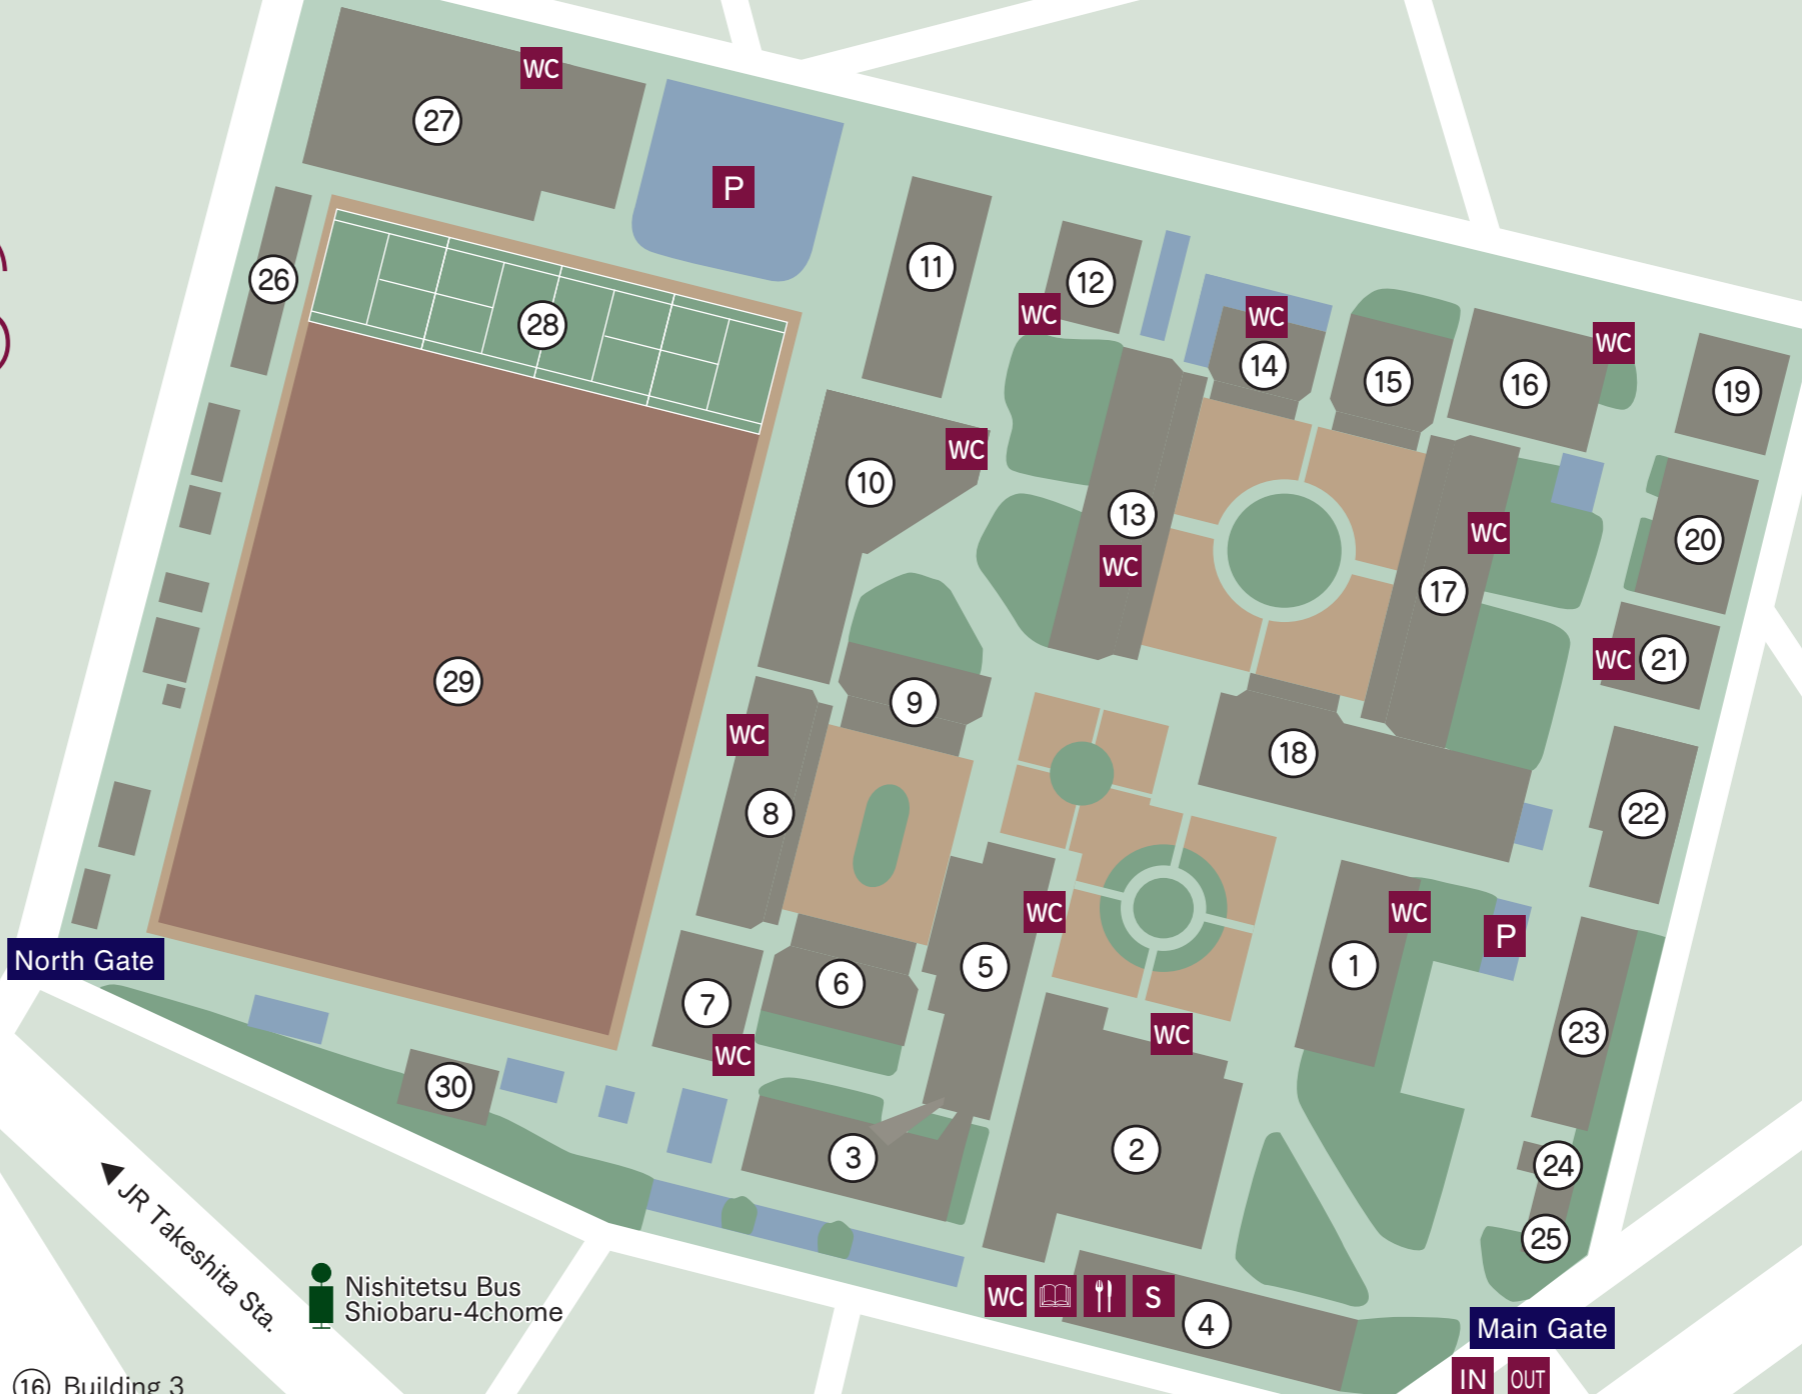 WC
27
P
26
28
11
12
WC
WC
14
15
16
WC
19
10
WC
13
WC
17
WC
20
29
9
WC
8
18
WC
21
22
North Gate
7
WC
6
5
WC
WC
1
WC
P
23
30
3
2
24
25
JR Takeshita Sta.
Nishitetsu Bus
Shiobaru-4chome
WC S
4
Main Gate
IN OUT
16 Building 3